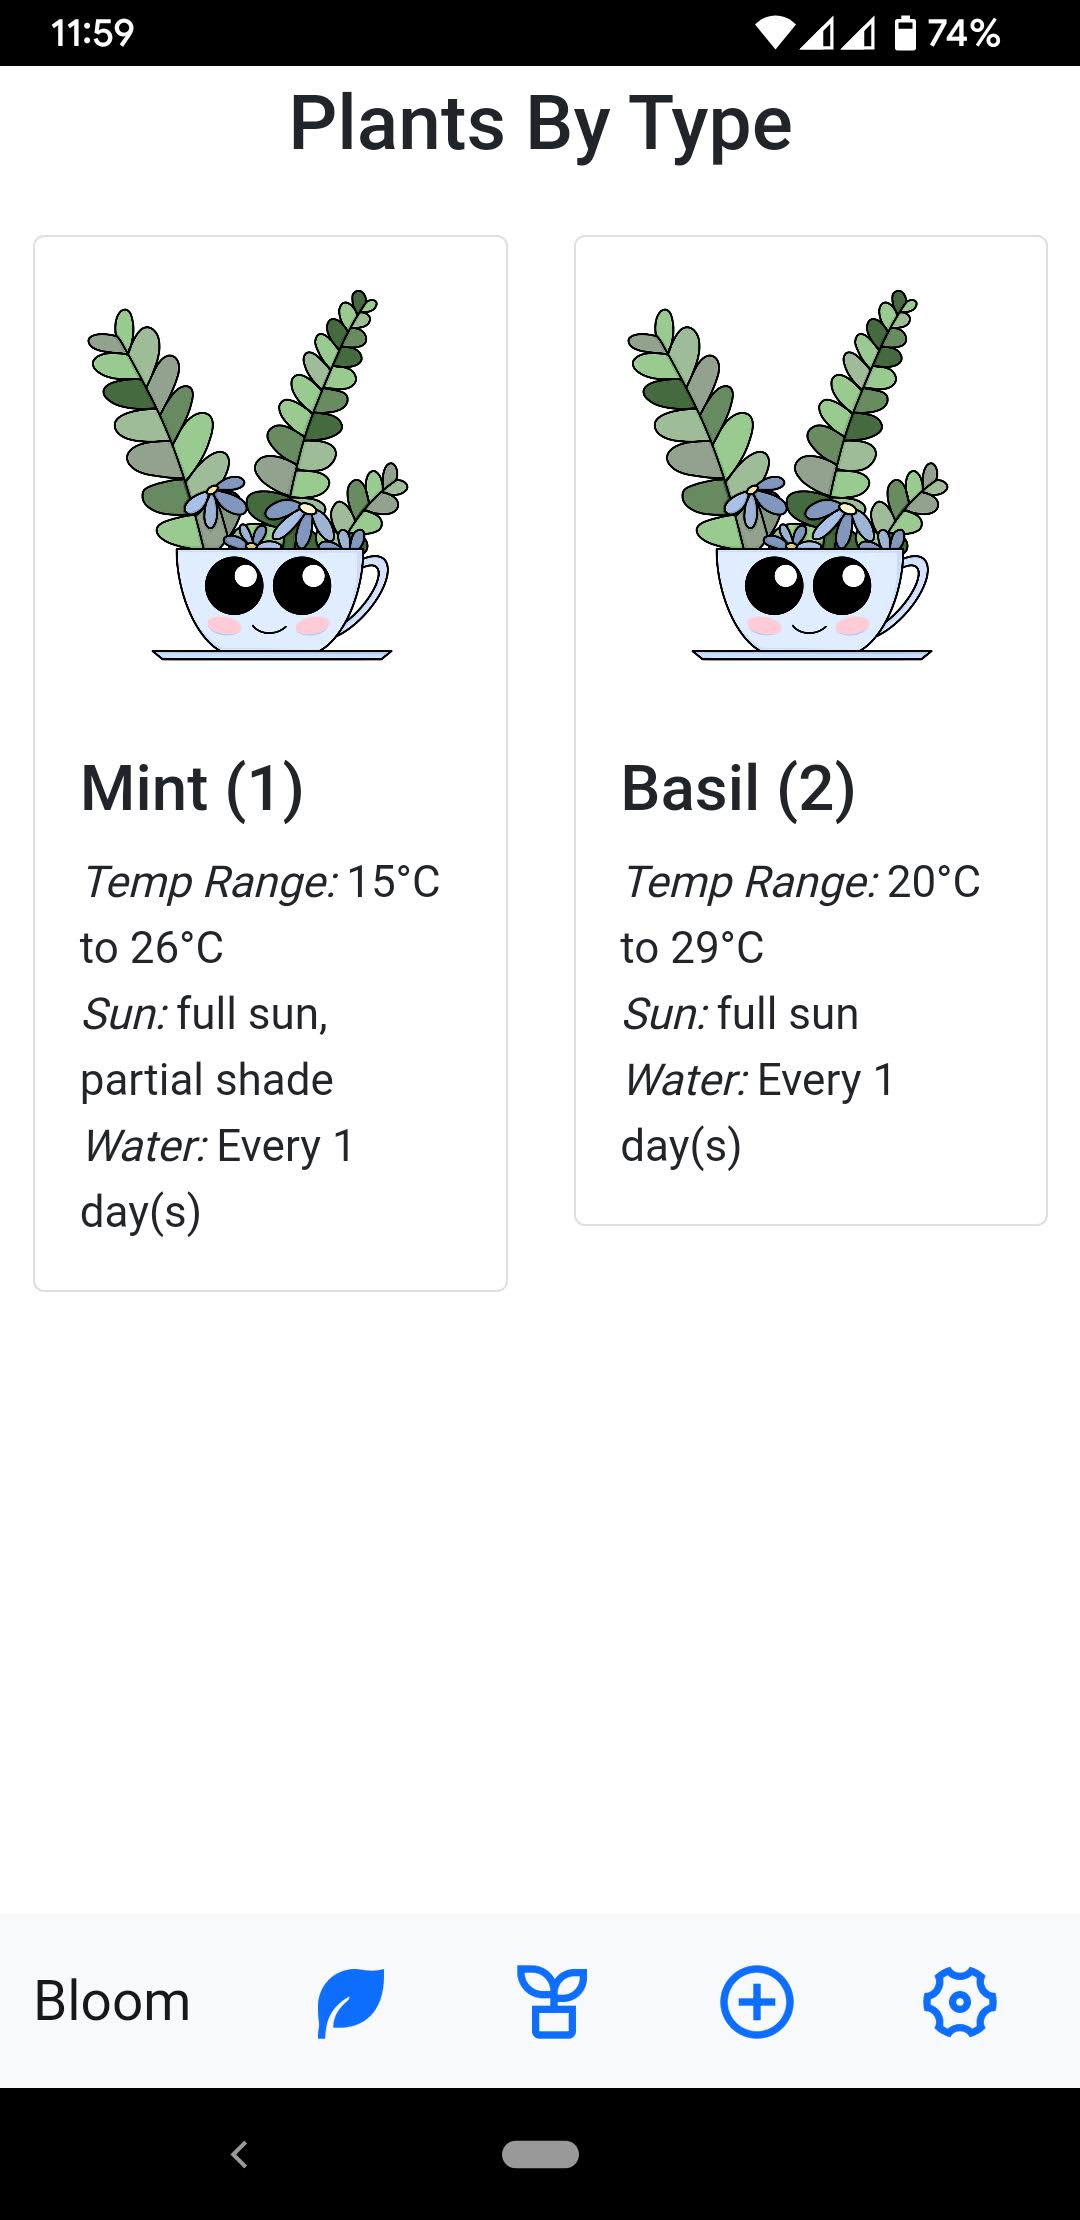 11:59
74%
Plants By Type
Mint (1)
Temp Range: 15°C
to 26°C
Sun: full sun,
partial shade
Water: Every 1
day(s)
Basil (2)
Temp Range: 20°C
to 29°C
Sun: full sun
Water: Every 1
day(s)
Bloom